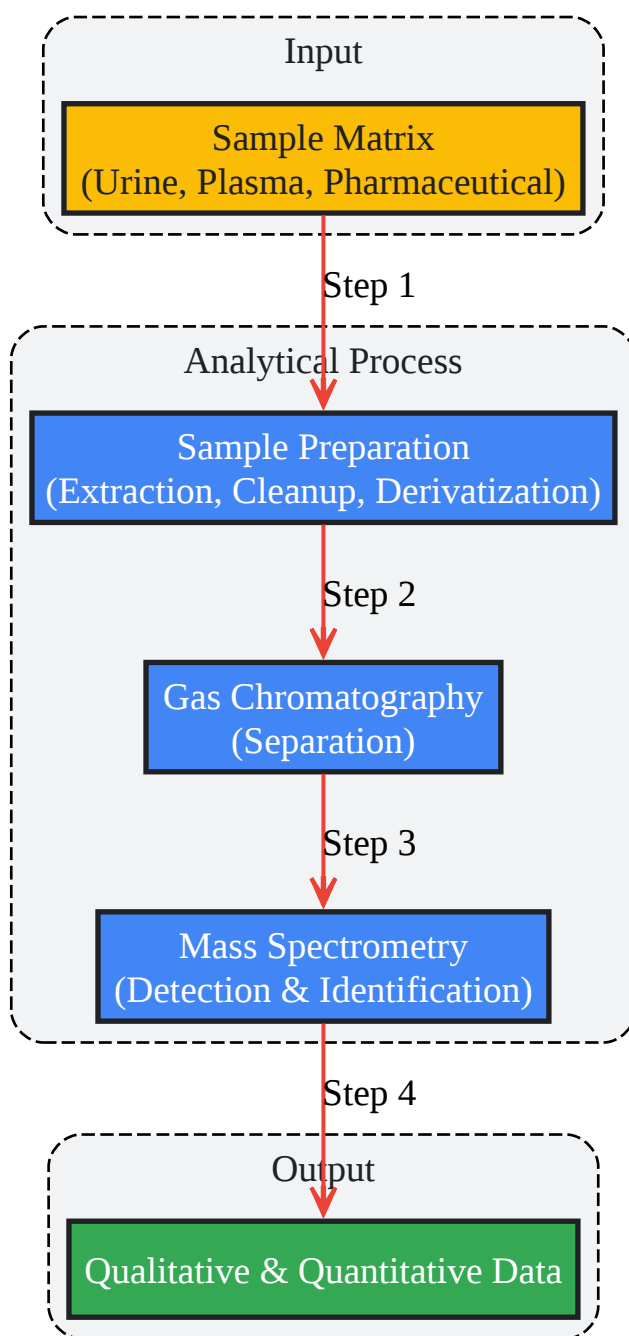 Input
Sample Matrix
(Urine, Plasma, Pharmaceutical)
Step 1
Analytical Process
Sample Preparation
(Extraction, Cleanup, Derivatization)
Step 2
Gas Chromatography
(Separation)
Step 3
Mass Spectrometry
(Detection & Identification)
Step 4
Output
Qualitative & Quantitative Data